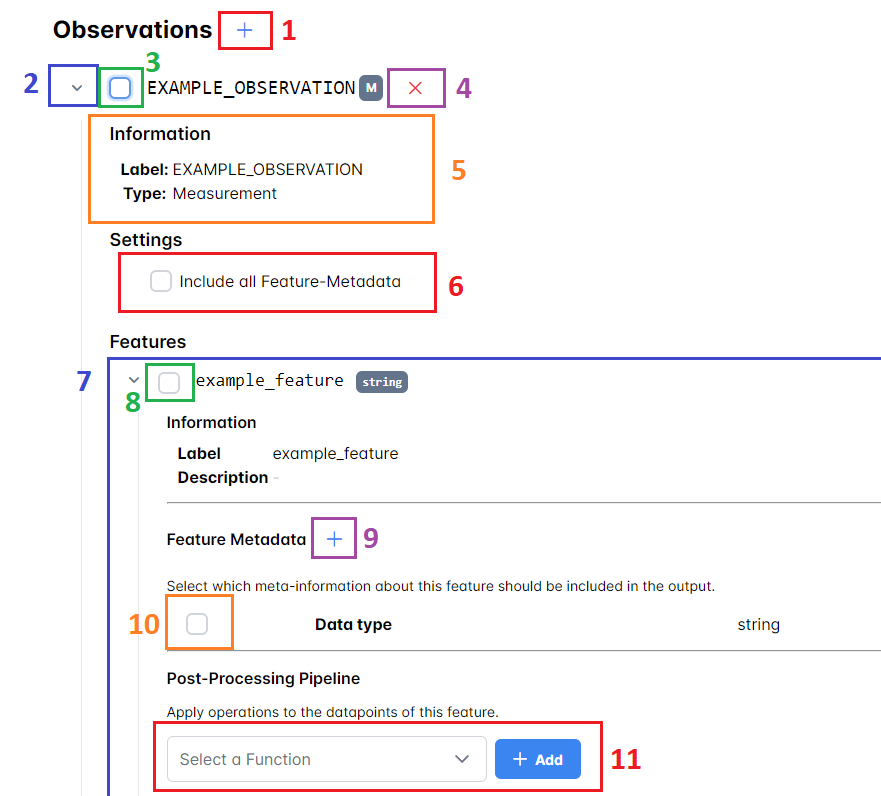 Observations + 1
3
2 EXAMPLE_OBSERVATION M 4
Information
Label: EXAMPLE_OBSERVATION
5
Type: Measurement
Settings
Include all Feature-Metadata 6
Features
7 example_feature string
8
Information
Label example_feature
Description -
Feature Metadata + 9
Select which meta-information about this feature should be included in the output.
10 Data type string
Post-Processing Pipeline
Apply operations to the datapoints of this feature.
Select a Function + Add 11